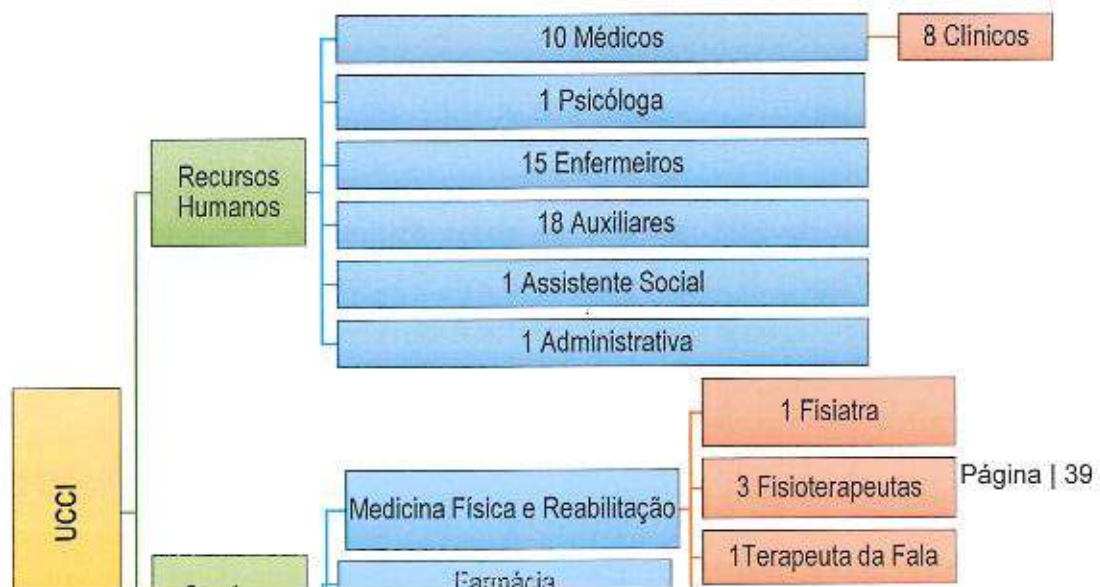 10 Médicos
8 Clinicos
1 Psicóloga
15 Enfermeiros
Recursos
Humanos
18 Auxiliares
1 Assistente Social
1 Administrativa
1 Fisiatra
UCCI
Medicina Física e Reabilitação
3 Fisioterapeutas
Página | 39
1Terapeuta da Fala
Farmácia